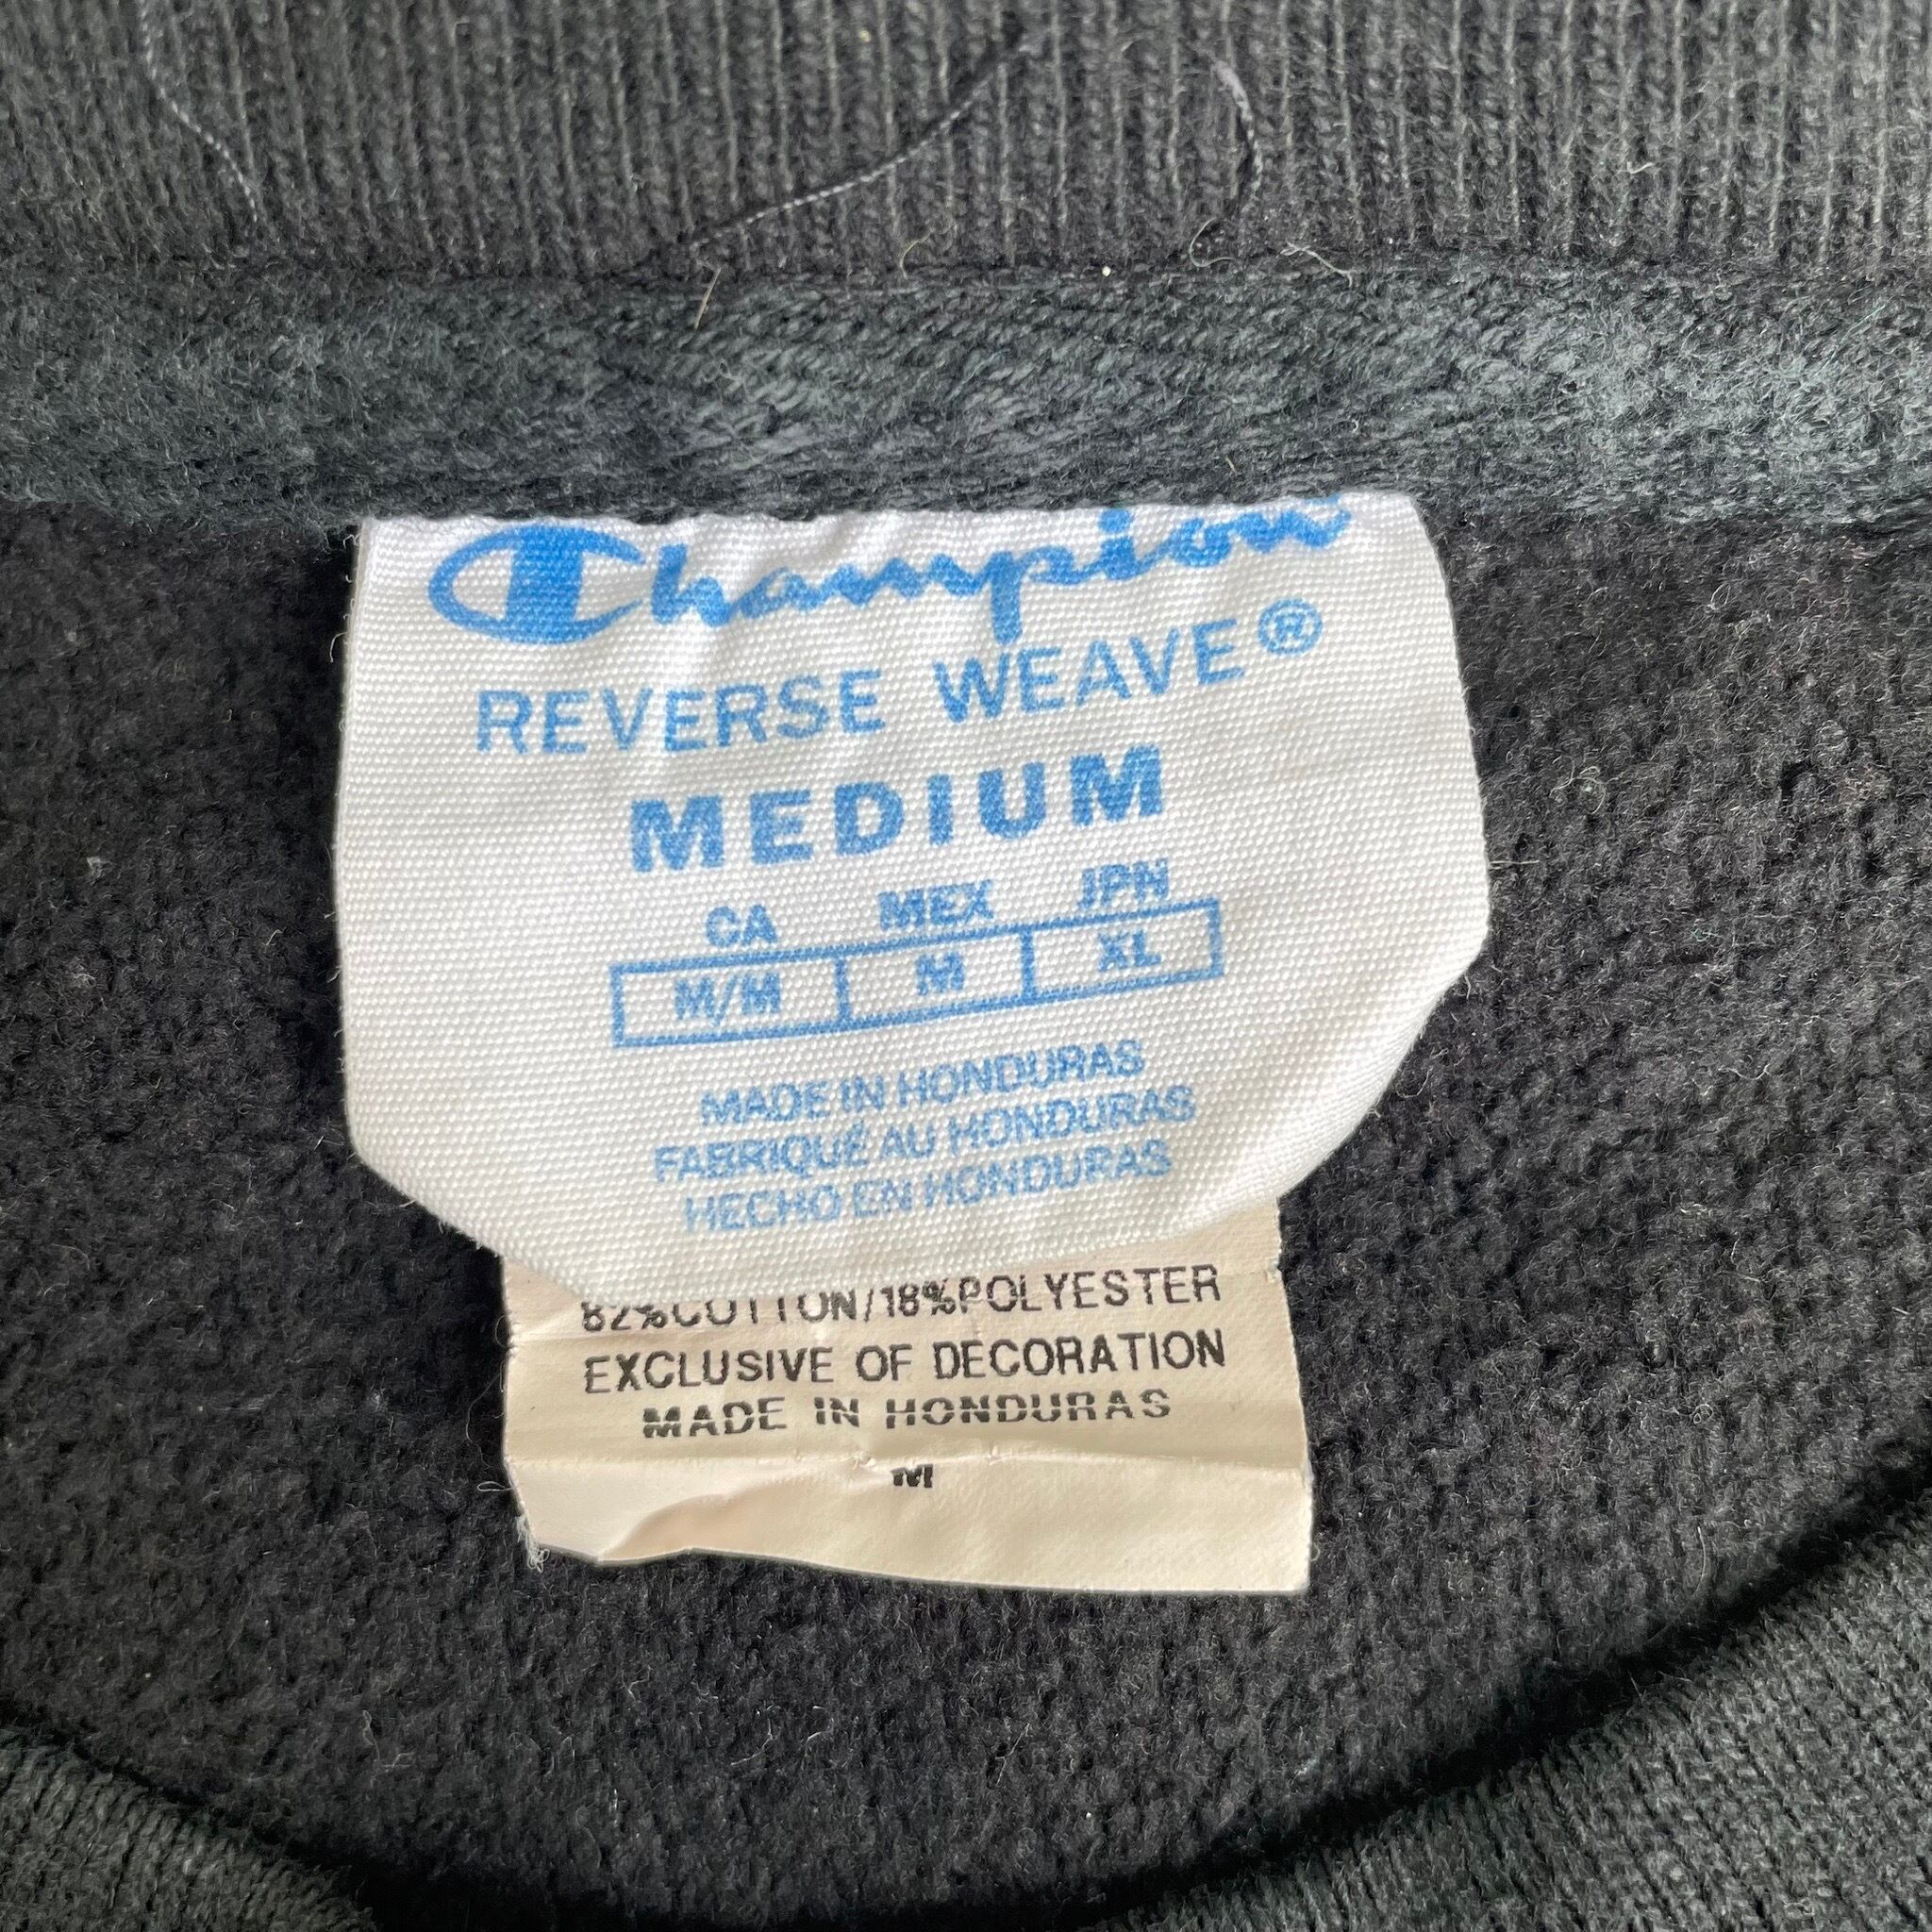 Champion
REVERSE WEAVE®
MEDIUM
CA MEX JPN
M/M M XL
MADE IN HONDURAS
FABRIQUÉ AU HONDURAS
HECHO EN HONDURAS
82%COTTON/18%POLYESTER
EXCLUSIVE OF DECORATION
MADE IN HONDURAS
M